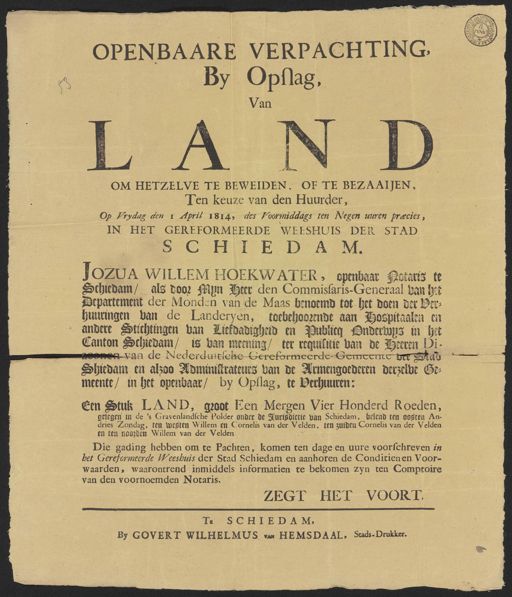 OPENBAARE VERPACHTING,
By Opſlag,
Van
LAND
OM HETZELVE TE BEWEIDEN, OF TE BEZAAIJEN,
Ten keuze van den Huurder,
Op Vrydag den 1 April 1814, des Voormiddags ten Negen uuren præcies,
IN HET GEREFORMEERDE WEESHUIS DER STAD
SCHIEDAM.
JOZUA WILLEM HOEKWATER, openbaar Notaris te
Schiedam/ als door Mijn Heer den Commiſſaris-Generaal van het
Departement der Monden van de Maas benoemd tot het doen der Ver-
huuringen van de Landeryen, toebehoorende aan Hospitaalen en
andere Stichtingen van Liefdadigheid en Publicq Onderwys in het
Canton Schiedam/ is van meening/ ter requiſitie van de Heeren Di-
aconen van de Nederduitſche Gereformeerde Gemeente der Stad
Shiedam en alzoo Adminiſtrateurs van de Armengoederen derzelve Ge-
meente/ in het openbaar/ by Opſlag, te Verhuuren:
Een Stuk LAND, groot Een Mergen Vier Honderd Roeden,
gelegen in de 's Gravenlandſche Polder onder de Jurisdictie van Schiedam, belend ten ooſten An-
dries Zondag, ten weſten Willem en Cornelis van der Velden, ten zuiden Cornelis van der Velden
en ten noorden Willem van der Velden
Die gading hebben om te Pachten, komen ten dage en uure voorſchreven in
het Gereformeerde Weeshuis der Stad Schiedam en aanhoren de Conditien en Voor-
waarden, waarontrend inmiddels informatien te bekomen zyn ten Comptoire
van den voornoemden Notaris.
ZEGT HET VOORT.
Te SCHIEDAM,
By GOVERT WILHELMUS van HEMSDAAL, Stads-Drukker.